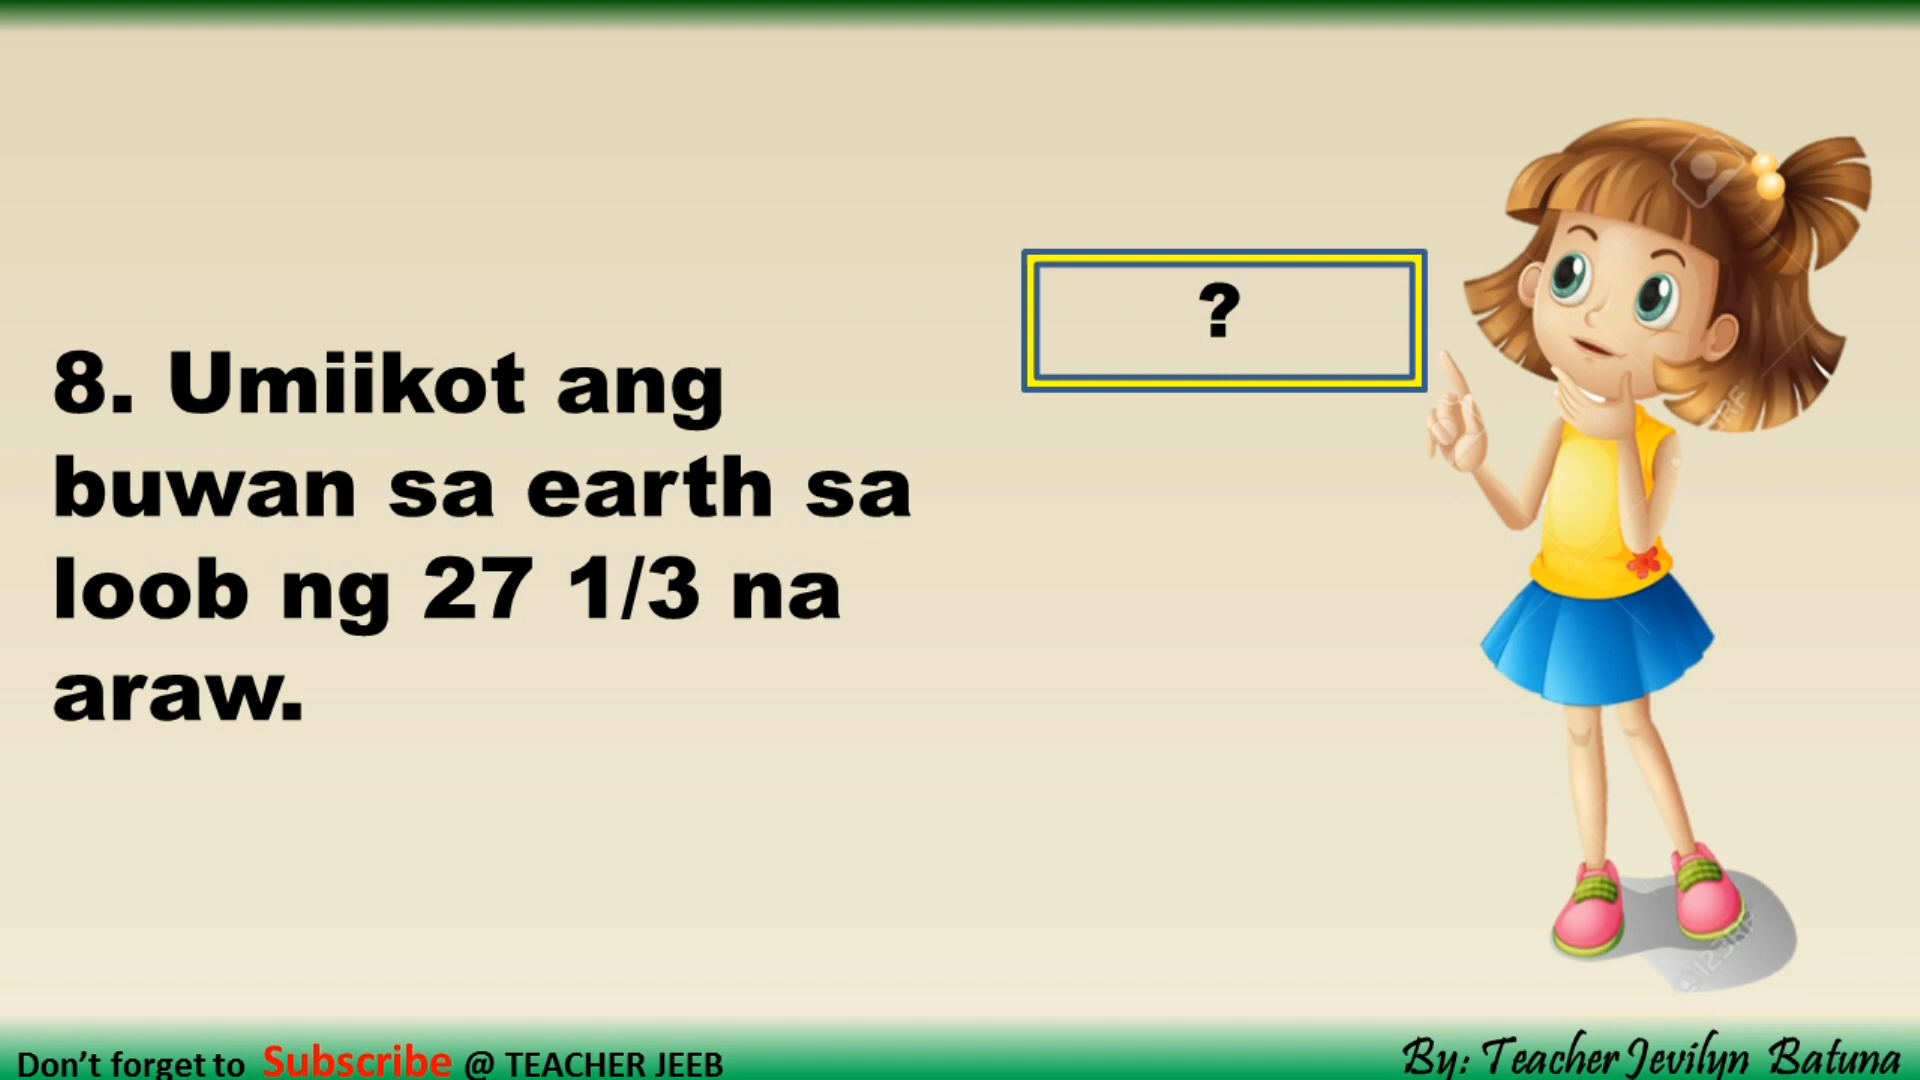 ?
8. Umiikot ang
buwan sa earth sa
loob ng 27 1/3 na
araw.
Don't forget to Subscribe @ TEACHER JEEB
By: Teacher Jevilyn Batuna
123RF